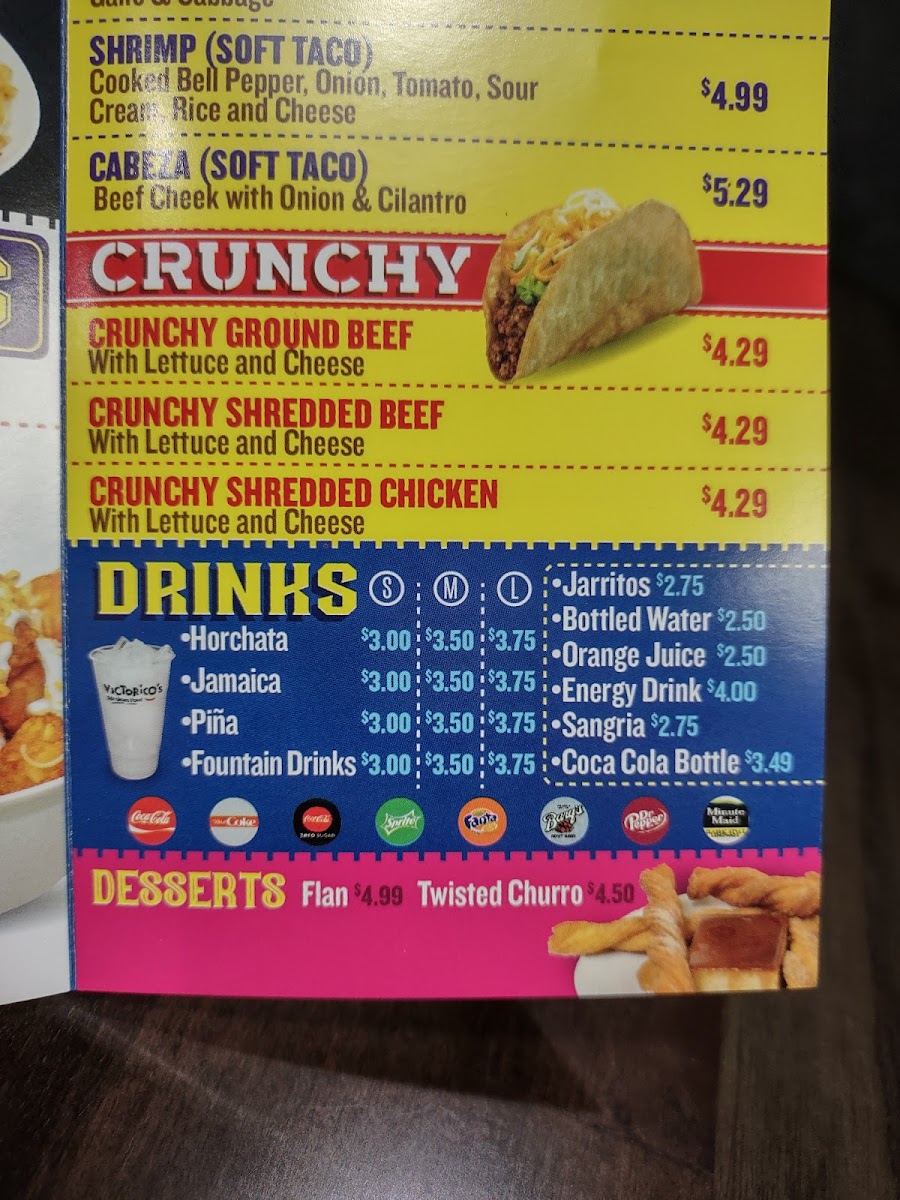 SHRIMP (SOFT TACO)
Cooked Bell Pepper, Onion, Tomato, Sour
Cream, Rice and Cheese
$4.99
CABEZA (SOFT TACO)
Beef Cheek with Onion & Cilantro
$5.29
CRUNCHY
CRUNCHY GROUND BEEF
With Lettuce and Cheese
$4.29
CRUNCHY SHREDDED BEEF
With Lettuce and Cheese
$4.29
CRUNCHY SHREDDED CHICKEN
With Lettuce and Cheese
$4.29
DRINKS S M L
•Horchata $3.00 $3.50 $3.75
•Jamaica $3.00 $3.50 $3.75
•Piña $3.00 $3.50 $3.75
•Fountain Drinks $3.00 $3.50 $3.75
VICTORICO'S
•Jarritos $2.75
•Bottled Water $2.50
•Orange Juice $2.50
•Energy Drink $4.00
•Sangria $2.75
•Coca Cola Bottle $3.49
Coca-Cola
Coke
Coca-Cola
ZERO SUGAR
Sprite
Fanta
Barq's
Dr Pepper
Minute
Maid
DESSERTS Flan $4.99 Twisted Churro $4.50